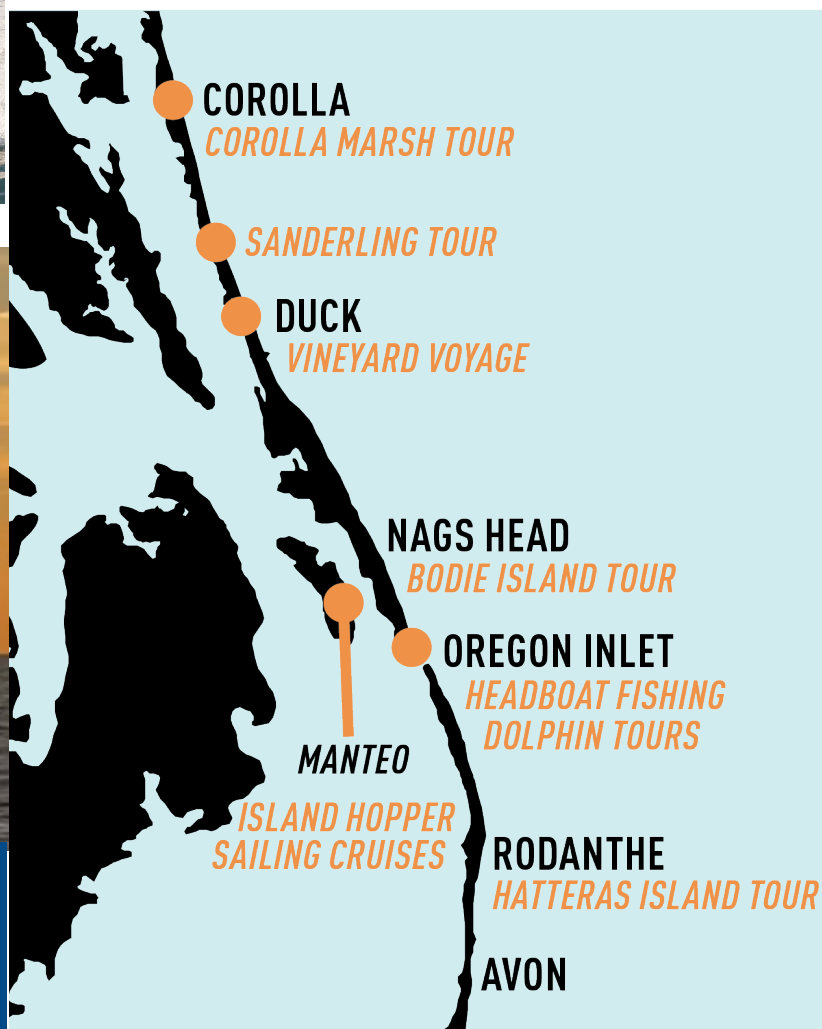 COROLLA
COROLLA MARSH TOUR
SANDERLING TOUR
DUCK
VINEYARD VOYAGE
NAGS HEAD
BODIE ISLAND TOUR
OREGON INLET
HEADBOAT FISHING
DOLPHIN TOURS
MANTEO
ISLAND HOPPER
SAILING CRUISES
RODANTHE
HATTERAS ISLAND TOUR
AVON